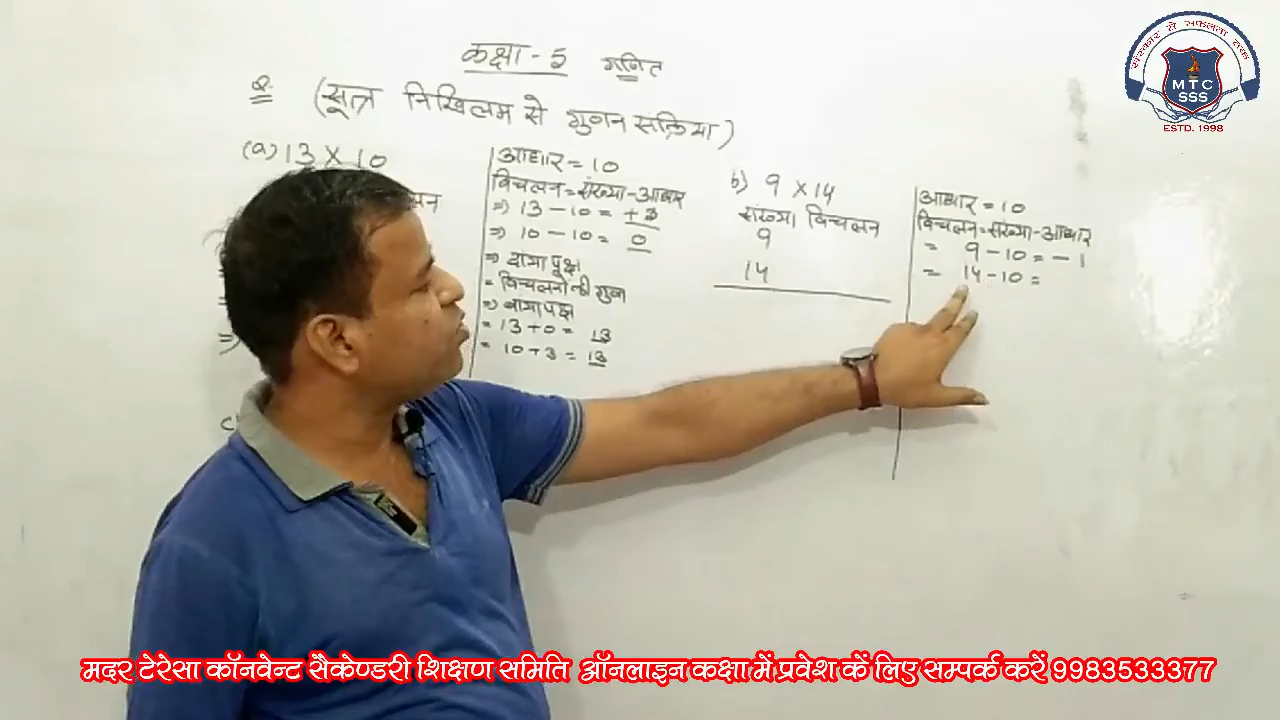 कक्षा - 5 गणित
Q. (सूत्र निखिलम से गुणन सक्रिया)
(a) 13 X 10
आधार = 10
विचलन = संख्या - आधार
=) 13 - 10 = +3
=) 10 - 10 = 0
=) दायां पक्ष
= विचलनों की गुणा
=) बायां पक्ष
= 13 + 0 = 13
= 10 + 3 = 13
=)
b) 9 X 14
संख्या विचलन
9
14
आधार = 10
विचलन = संख्या - आधार
= 9 - 10 = - 1
= 14 - 10 =
संस्कार से सफलता तक
MTC
SSS
ESTD. 1998
मदर टेरेसा कॉनवेन्ट सैकेण्डरी शिक्षण समिति ऑनलाइन कक्षा में प्रवेश कें लिए सम्पर्क करें 9983533377